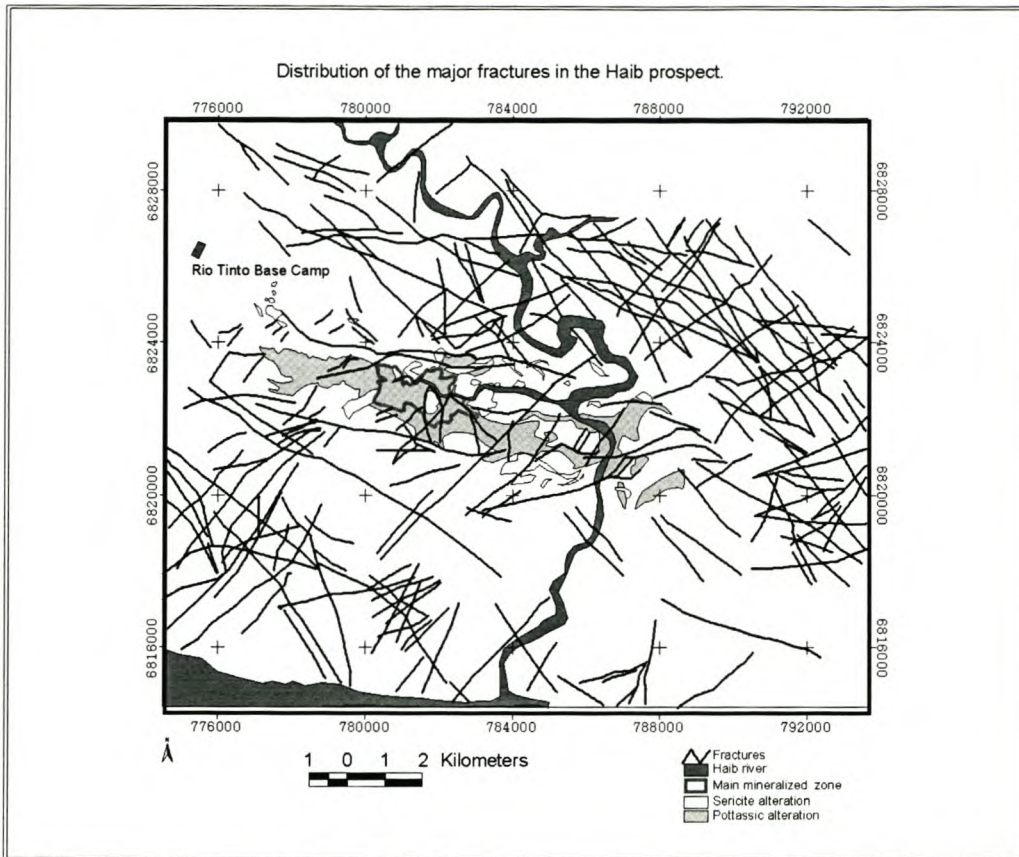 Distribution of the major fractures in the Haib prospect.
776000 780000 784000 788000 792000
6828000 6828000
Rio Tinto Base Camp
6824000 6824000
6820000 6820000
6816000 6816000
776000 780000 784000 788000 792000
1 0 1 2 Kilometers
Fractures
Haib river
Main mineralized zone
Sericite alteration
Pottassic alteration